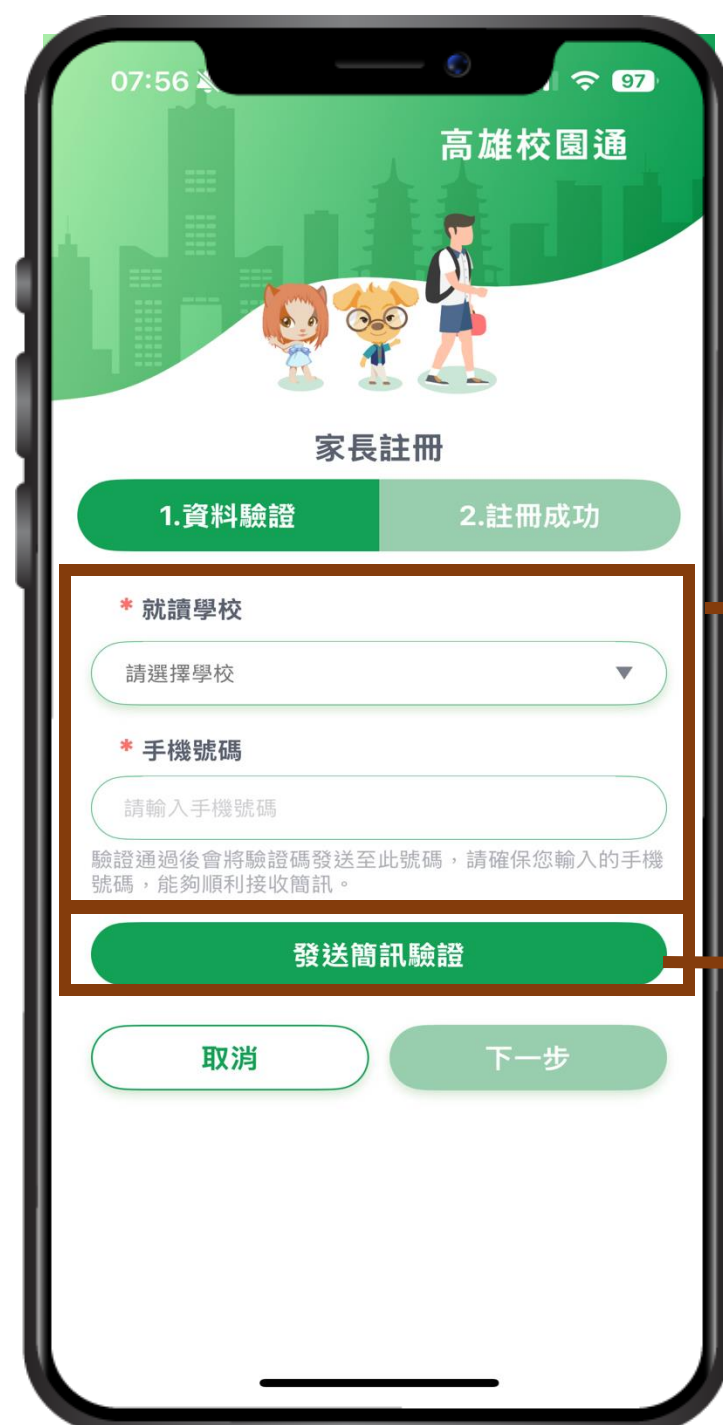 07:56
97
高雄校園通
家長註冊
1.資料驗證
2.註冊成功
* 就讀學校
請選擇學校
* 手機號碼
請輸入手機號碼
驗證通過後會將驗證碼發送至此號碼，請確保您輸入的手機
號碼，能夠順利接收簡訊。
發送簡訊驗證
取消
下一步